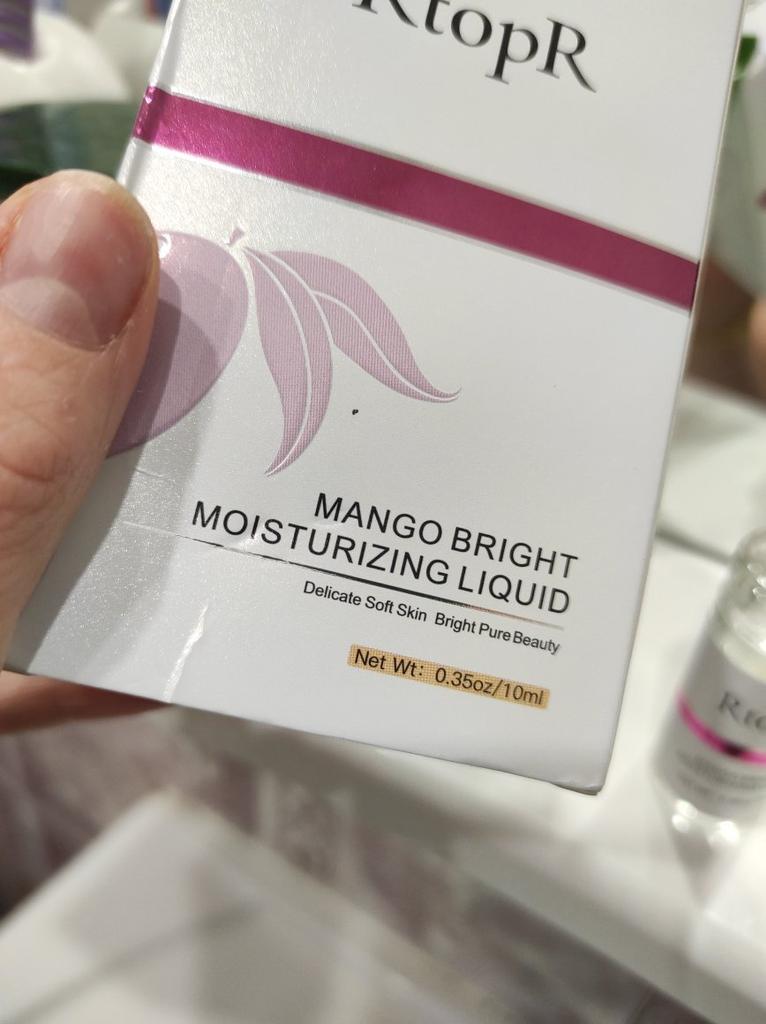 RtopR
MANGO BRIGHT
MOISTURIZING LIQUID
Delicate Soft Skin Bright Pure Beauty
Net Wt: 0.35oz/10ml